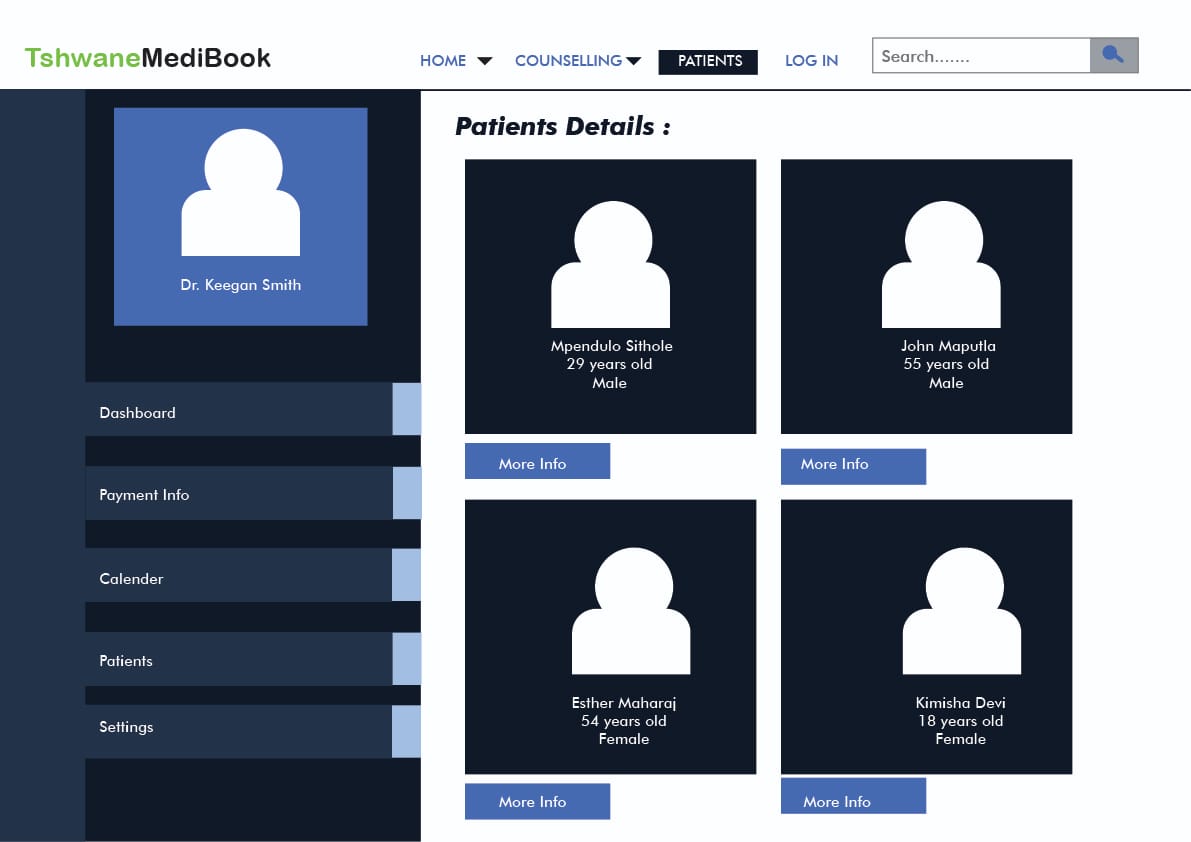 TshwaneMediBook
HOME
COUNSELLING
PATIENTS
LOG IN
Search.......
Dr. Keegan Smith
Dashboard
Payment Info
Calender
Patients
Settings
Patients Details :
Mpendulo Sithole
29 years old
Male
More Info
John Maputla
55 years old
Male
More Info
Esther Maharaj
54 years old
Female
More Info
Kimisha Devi
18 years old
Female
More Info